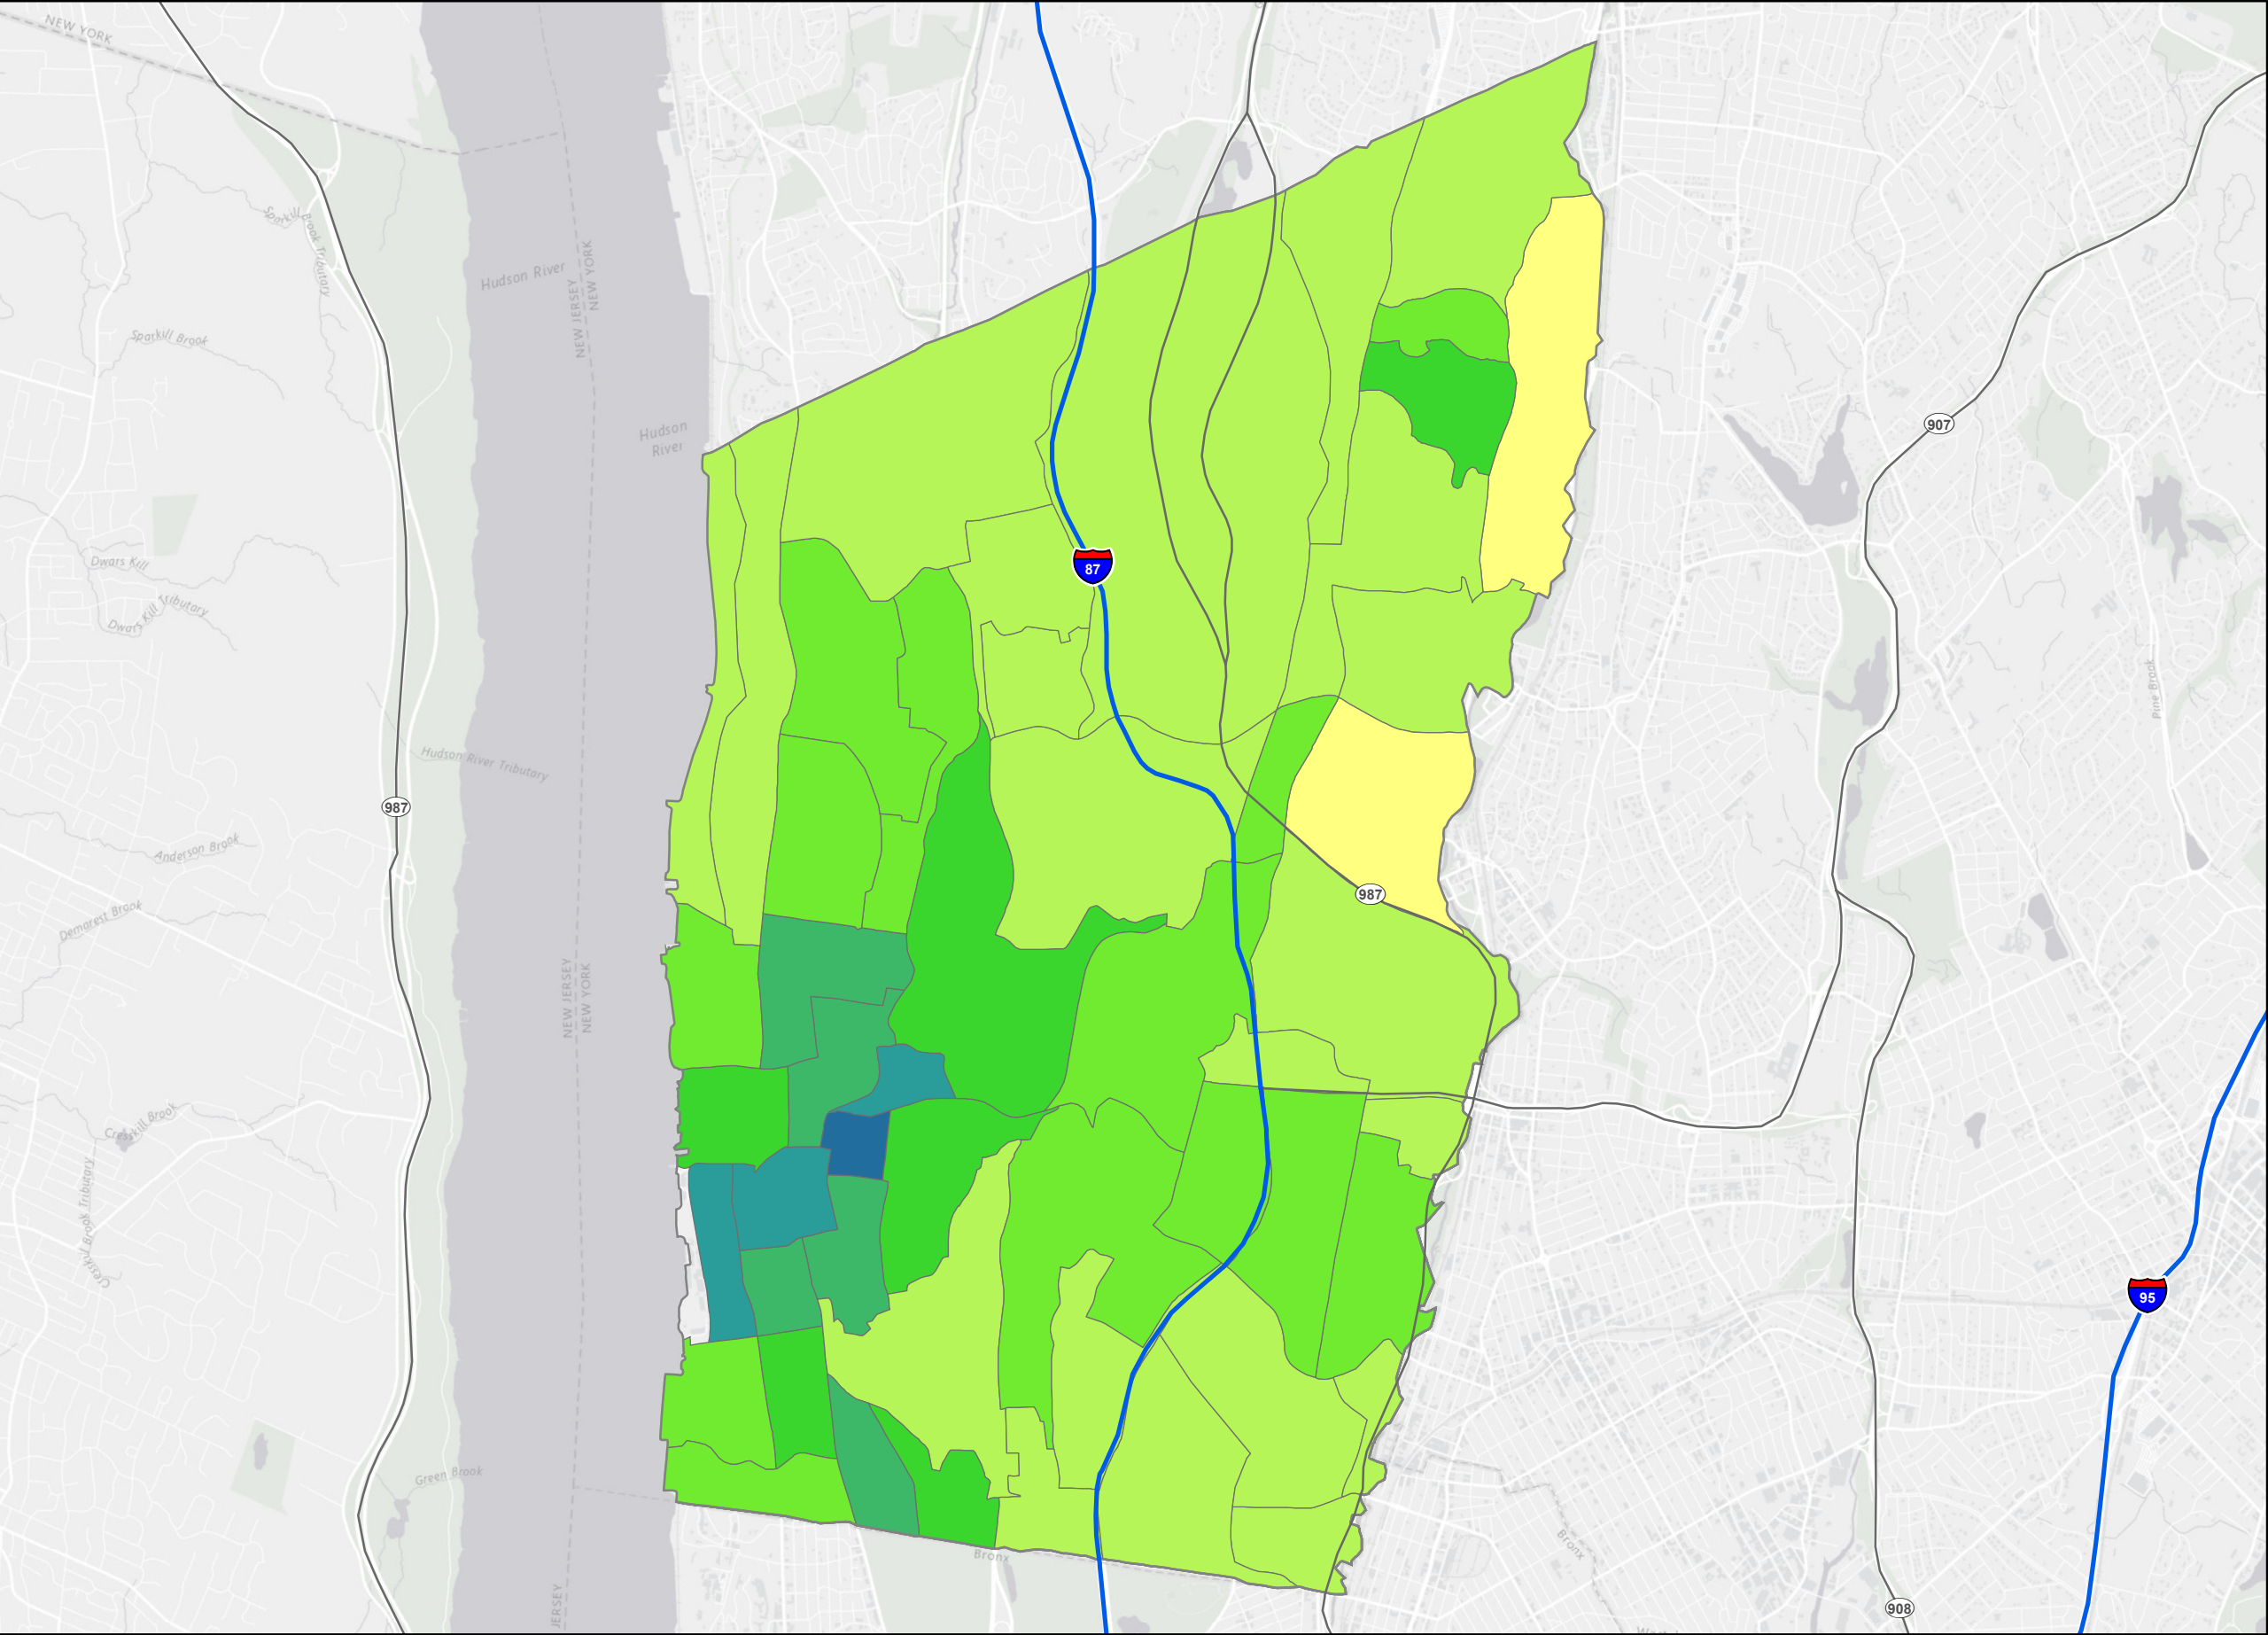 NEW YORK
Sparkill
Brook Tributary
Hudson River
NEW JERSEY
NEW YORK
Sparkill Brook
Hudson
River
907
Dwars Kill
Dwars Kill Tributary
87
Pine Brook
Hudson River Tributary
987
Anderson Brook
987
Demarest Brook
NEW JERSEY
NEW YORK
Cresskill Brook
Cresskill Brook Tributary
95
Green Brook
Bronx
Bronx
JERSEY
908